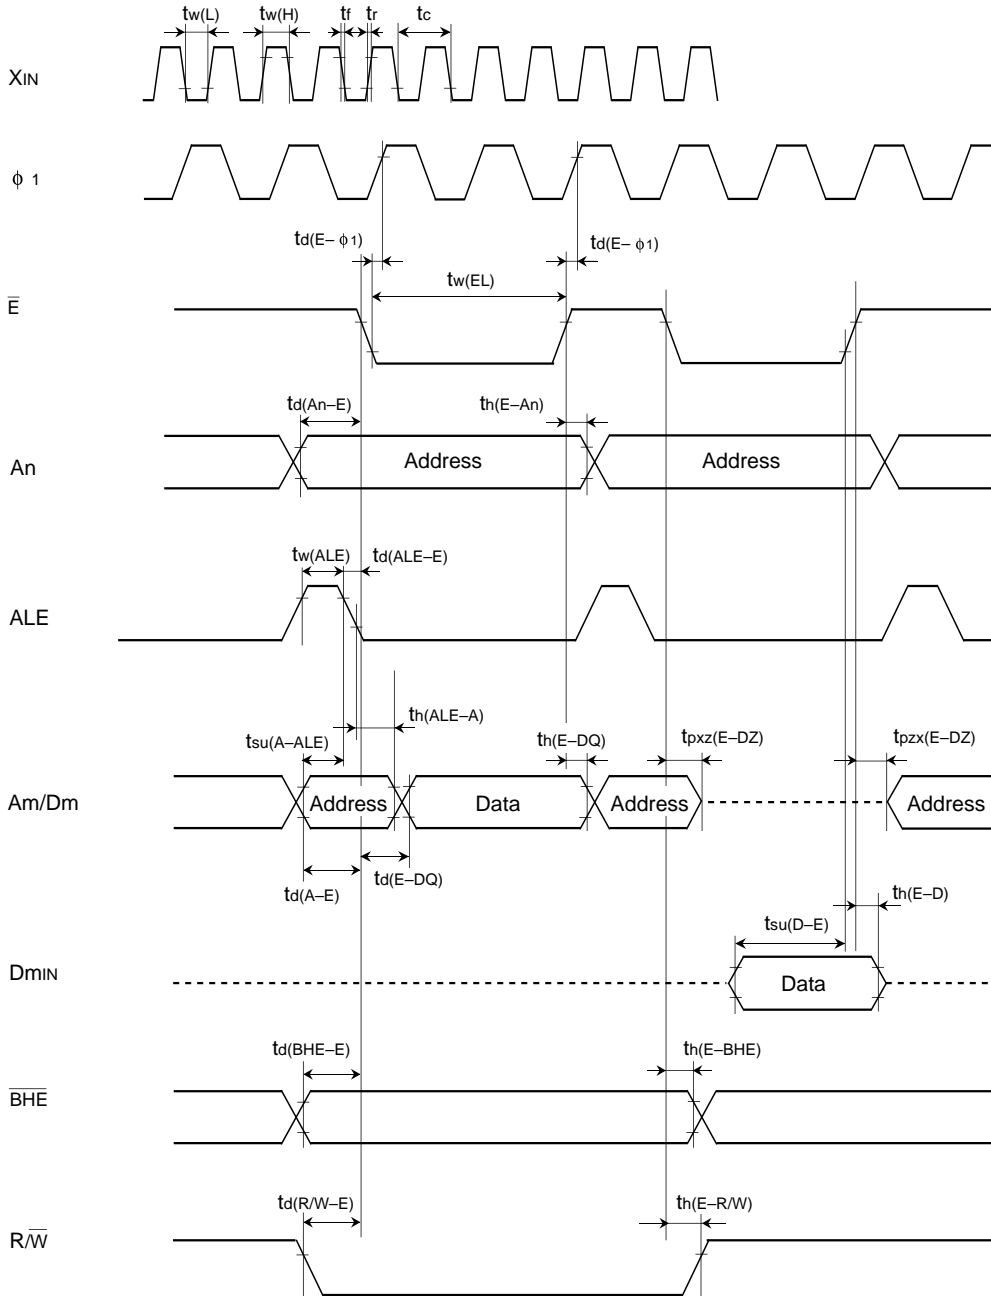 tw(L) tw(H) tf tr tc
XIN
ϕ 1
td(E–ϕ1) td(E–ϕ1)
tw(EL)
E̅
td(An–E) th(E–An)
An Address Address
tw(ALE) td(ALE–E)
ALE
th(ALE–A)
tsu(A–ALE) th(E–DQ) tpxz(E–DZ) tpzx(E–DZ)
Am/Dm Address Data Address Address
td(A–E) td(E–DQ)
th(E–D)
tsu(D–E)
DmIN Data
td(BHE–E) th(E–BHE)
B̅H̅E̅
td(R/W–E) th(E–R/W)
R/W̅